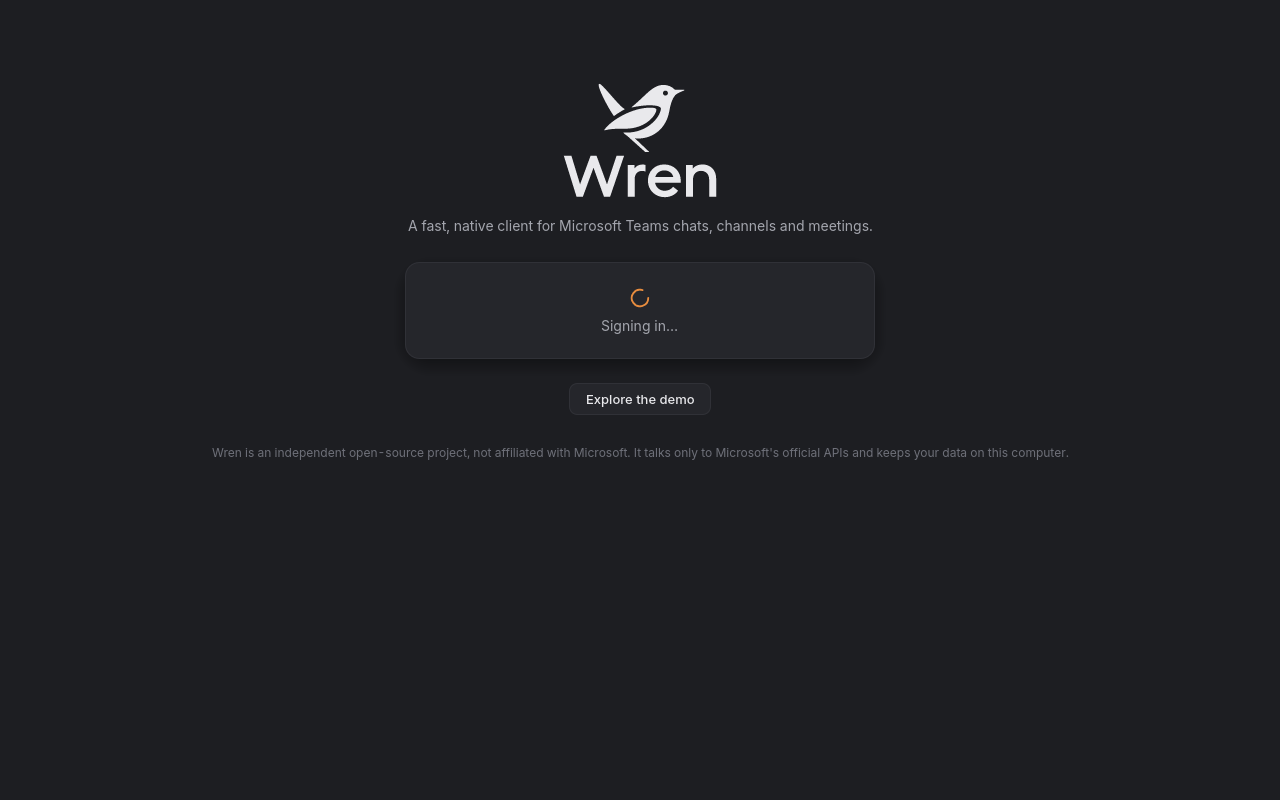 Wren
A fast, native client for Microsoft Teams chats, channels and meetings.
Signing in...
Explore the demo
Wren is an independent open-source project, not affiliated with Microsoft. It talks only to Microsoft's official APIs and keeps your data on this computer.